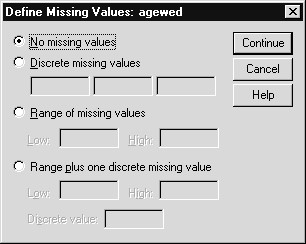 Define Missing Values: agewed
No missing values
Continue
Discrete missing values
Cancel
Help
Range of missing values
Low:
High:
Range plus one discrete missing value
Low:
High:
Discrete value: